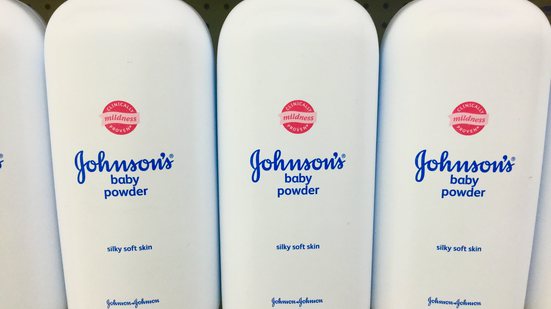 CLINICALLY
mildness
PROVEN
Johnson's®
baby
powder
silky soft skin
Johnson & Johnson
CLINICALLY
mildness
PROVEN
Johnson's®
baby
powder
silky soft skin
Johnson & Johnson
CLINICALLY
mildness
PROVEN
Johnson's®
baby
powder
silky soft skin
Johnson & Johnson